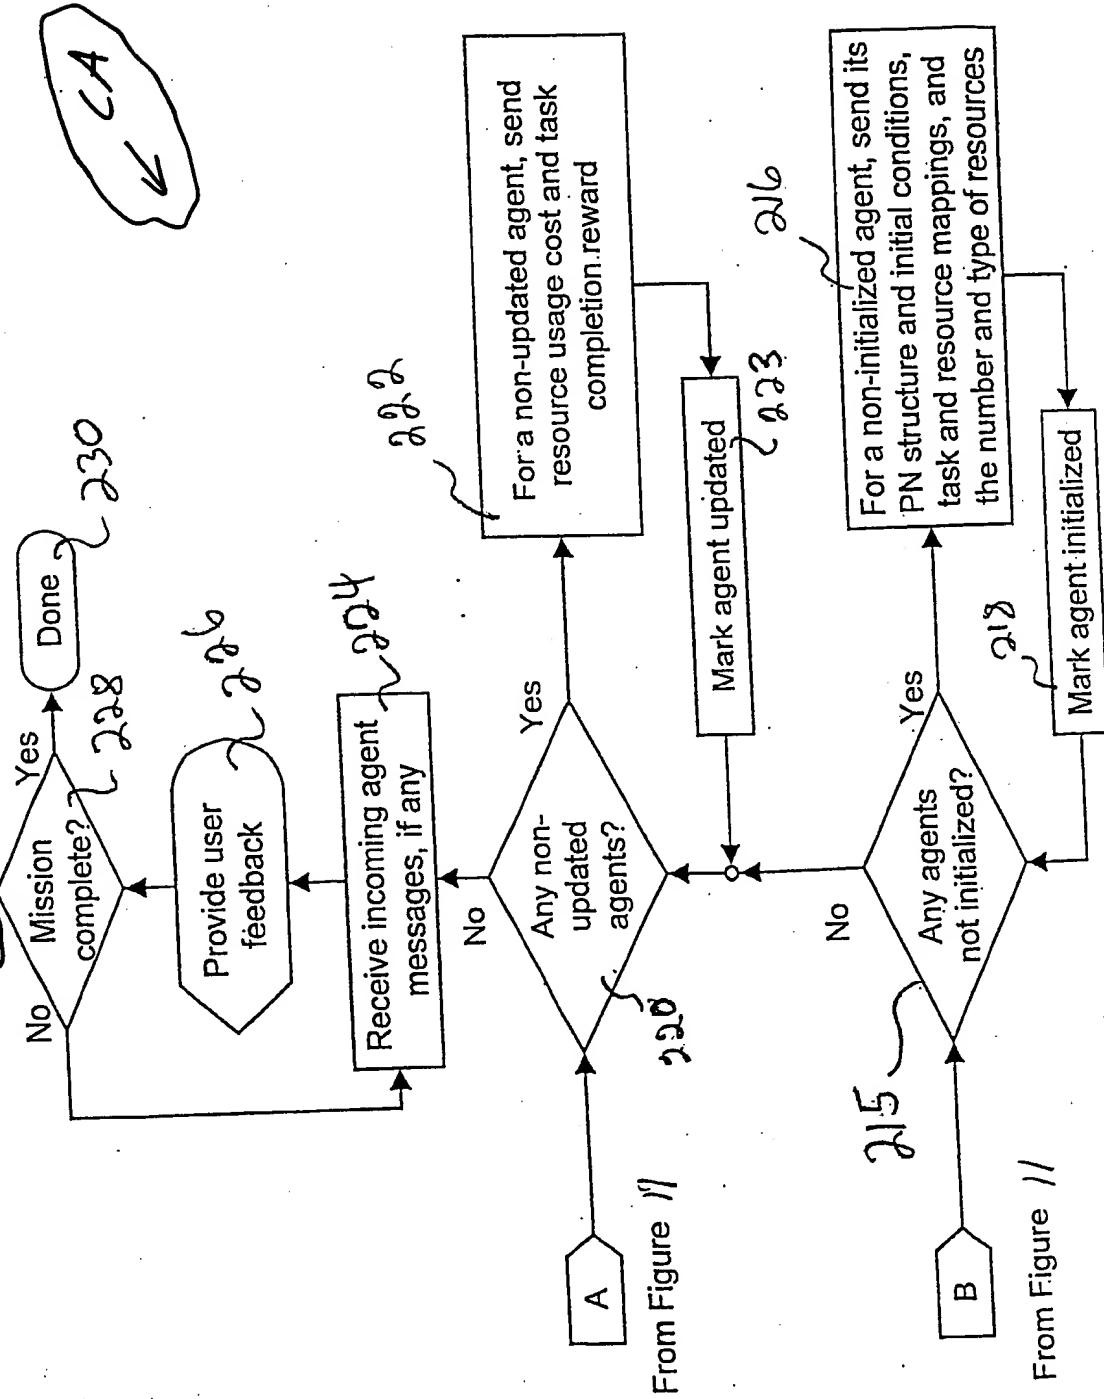 CA
Yes
Done
230
Mission
complete?
228
No
Provide user
feedback
226
Receive incoming agent
messages, if any
224
No
Any non-
updated
agents?
220
Yes
222
For a non-updated agent, send
resource usage cost and task
completion.reward
Mark agent updated
223
A
From Figure 11
No
Any agents
not initialized?
215
Yes
216
For a non-initialized agent, send its
PN structure and initial conditions,
task and resource mappings, and
the number and type of resources
218
Mark agent initialized
B
From Figure 11